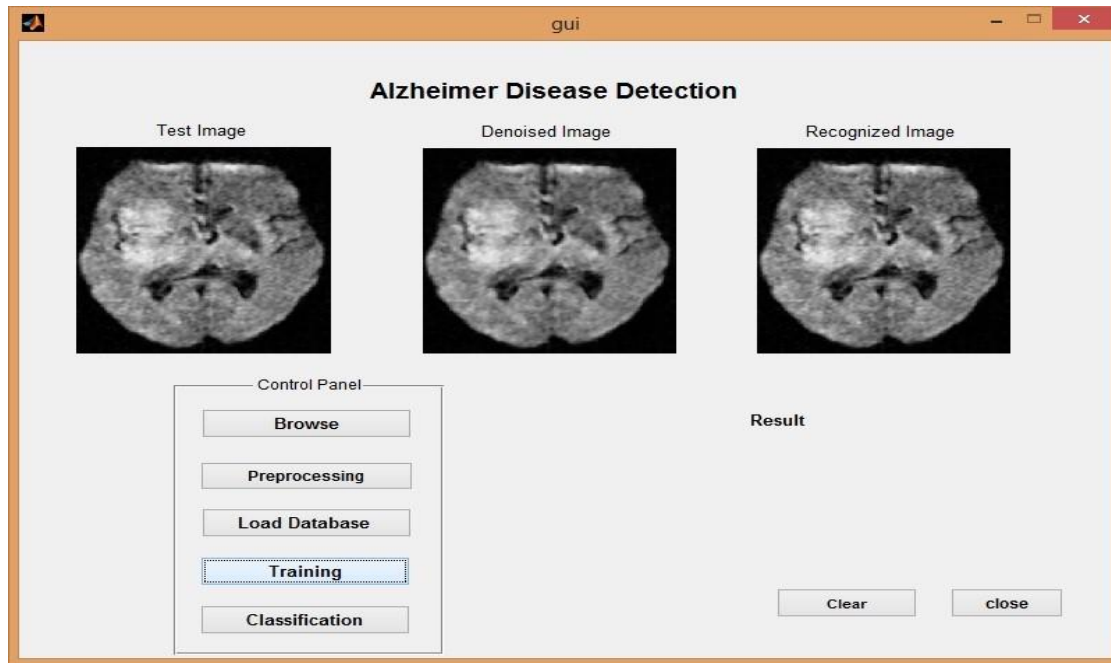 gui
Alzheimer Disease Detection
Test Image
Denoised Image
Recognized Image
Control Panel
Browse
Preprocessing
Load Database
Training
Classification
Result
Clear
close